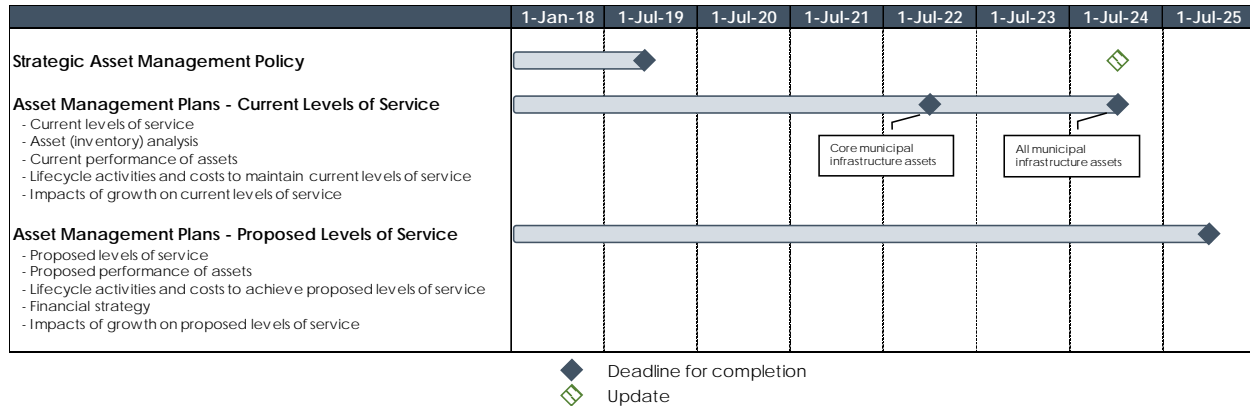 1-Jan-18 1-Jul-19 1-Jul-20 1-Jul-21 1-Jul-22 1-Jul-23 1-Jul-24 1-Jul-25
Strategic Asset Management Policy
Asset Management Plans - Current Levels of Service
- Current levels of service
- Asset (inventory) analysis
- Current performance of assets
- Lifecycle activities and costs to maintain current levels of service
- Impacts of growth on current levels of service
Core municipal
infrastructure assets
All municipal
infrastructure assets
Asset Management Plans - Proposed Levels of Service
- Proposed levels of service
- Proposed performance of assets
- Lifecycle activities and costs to achieve proposed levels of service
- Financial strategy
- Impacts of growth on proposed levels of service
Deadline for completion
Update